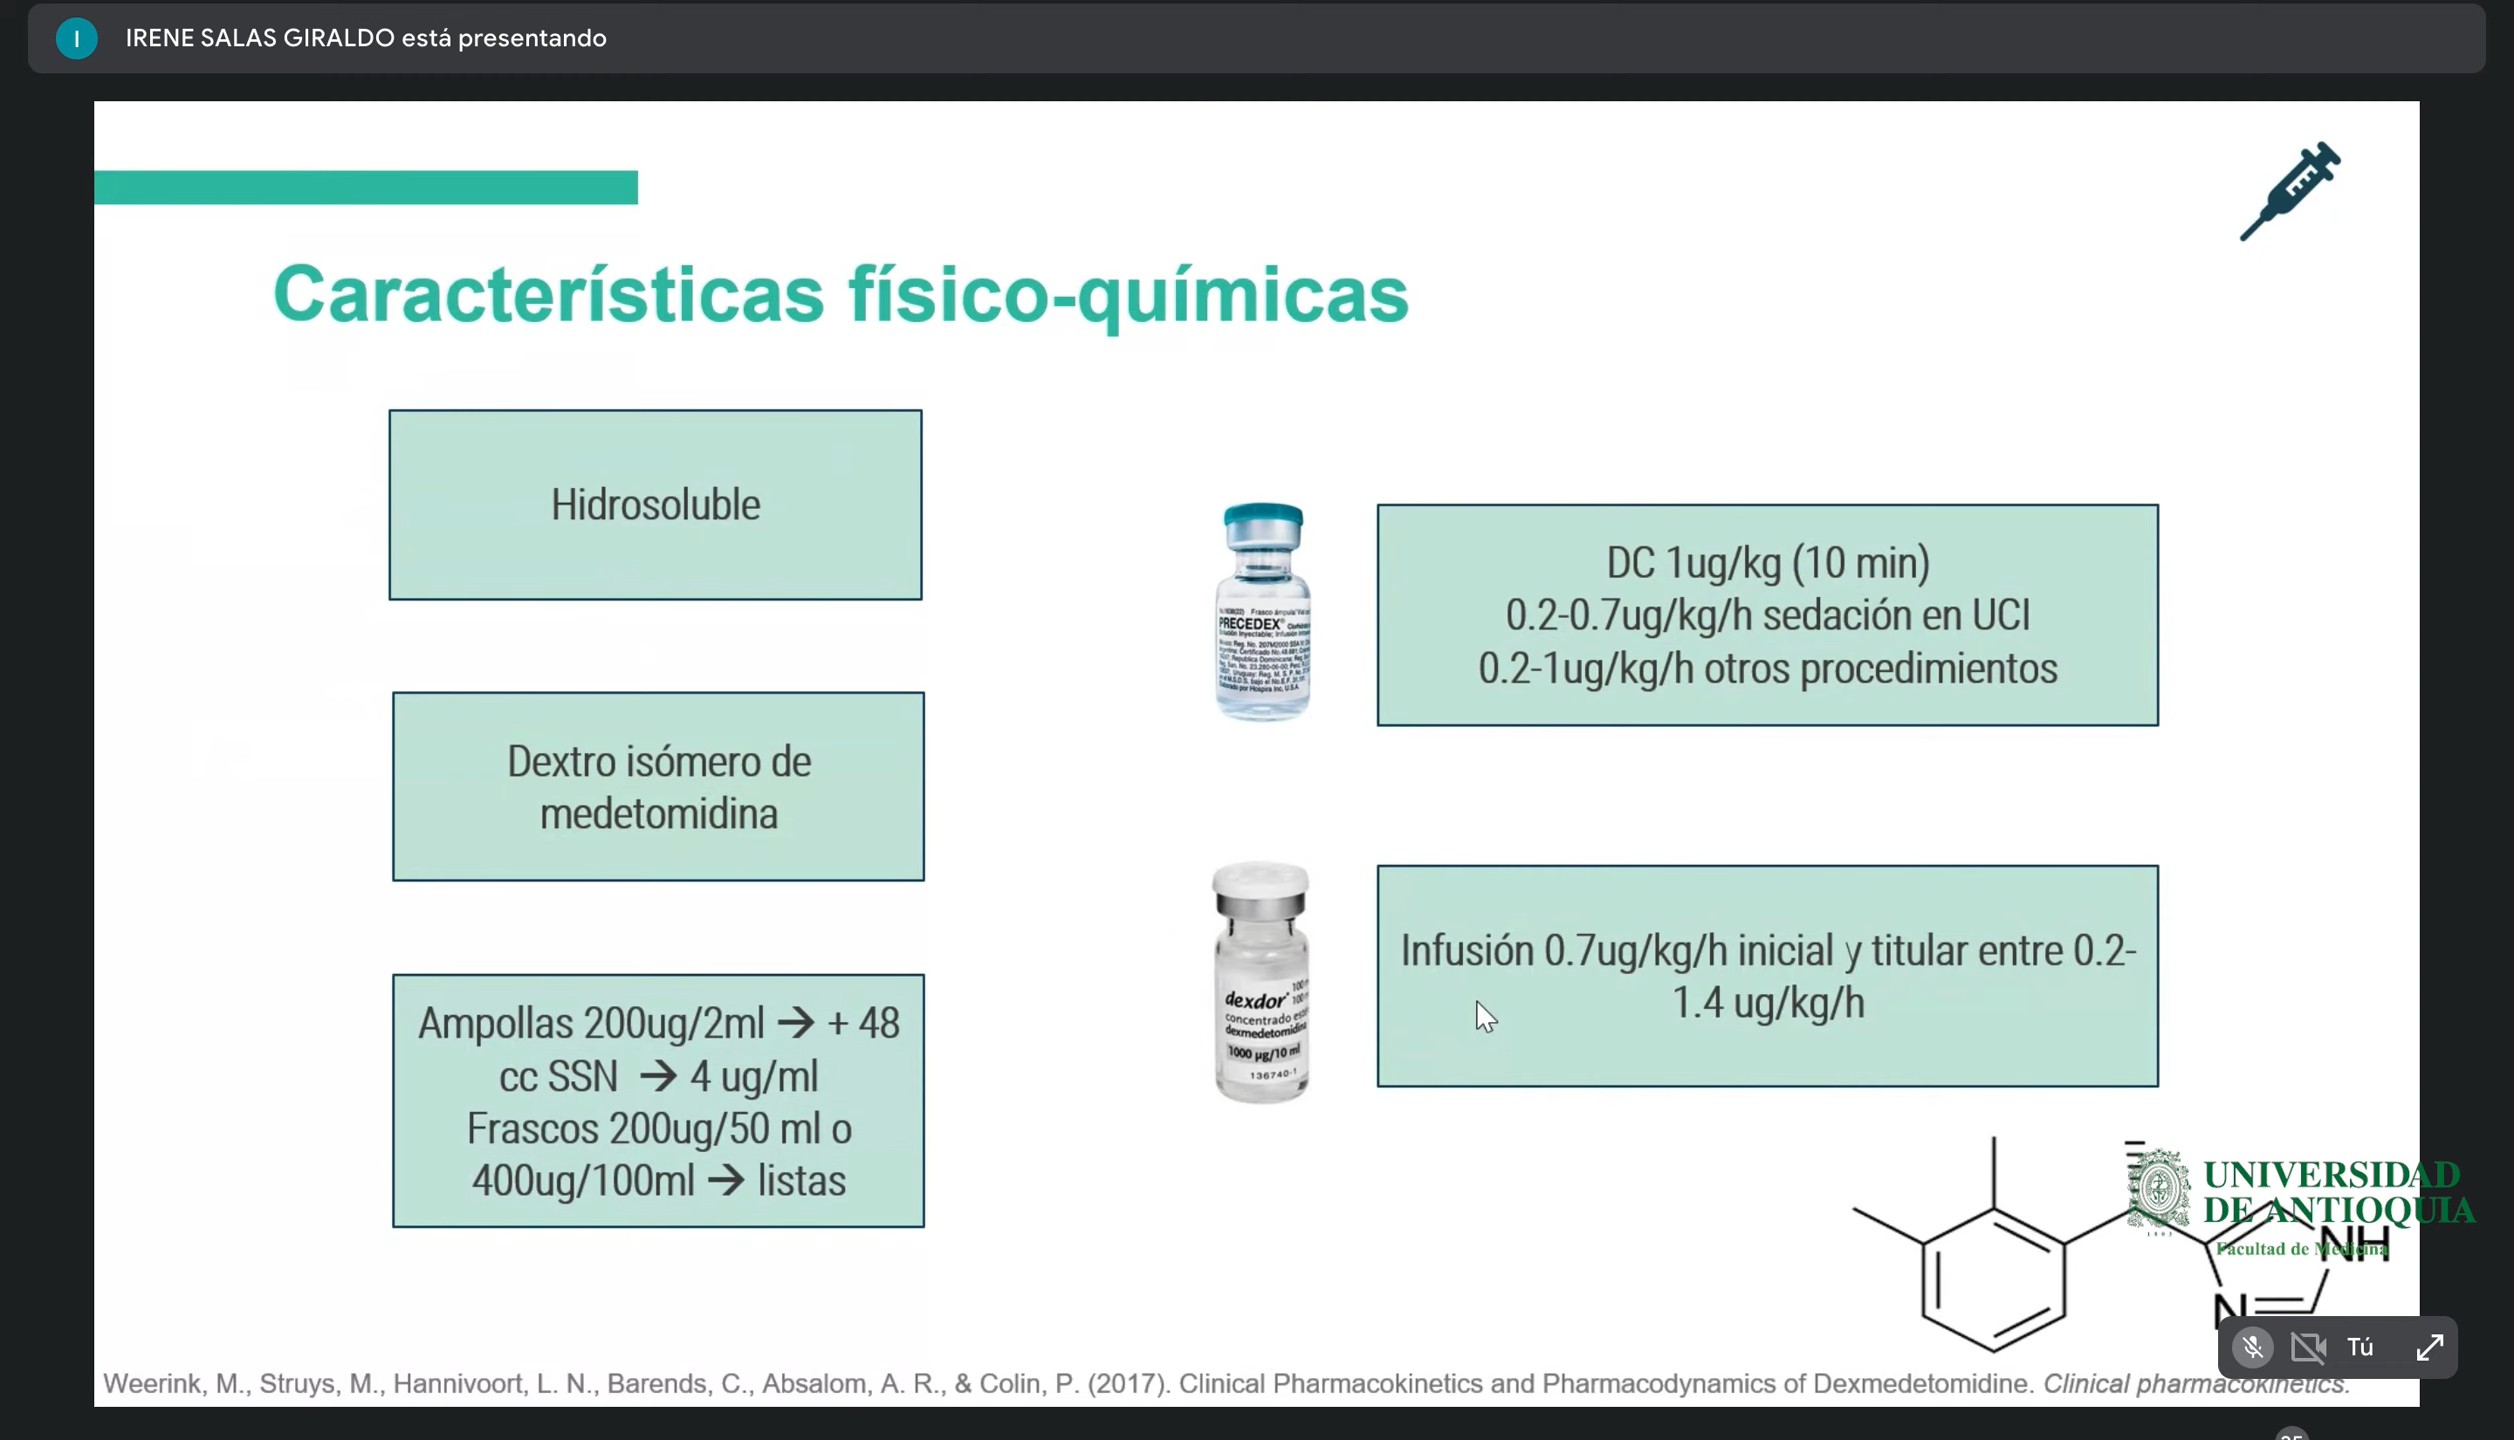 I
IRENE SALAS GIRALDO está presentando
Características físico-químicas
Hidrosoluble
Dextro isómero de
medetomidina
Ampollas 200ug/2ml → + 48
cc SSN → 4 ug/ml
Frascos 200ug/50 ml o
400ug/100ml → listas
PRECEDEX®
DC 1ug/kg (10 min)
0.2-0.7ug/kg/h sedación en UCI
0.2-1ug/kg/h otros procedimientos
dexdor®
concentrado
dexmedetomidina
1000 µg/10 ml
136740-1
Infusión 0.7ug/kg/h inicial y titular entre 0.2-
1.4 ug/kg/h
UNIVERSIDAD
DE ANTIOQUIA
1803
Facultad de Medicina
NH
N
Tú
Weerink, M., Struys, M., Hannivoort, L. N., Barends, C., Absalom, A. R., & Colin, P. (2017). Clinical Pharmacokinetics and Pharmacodynamics of Dexmedetomidine. Clinical pharmacokinetics.